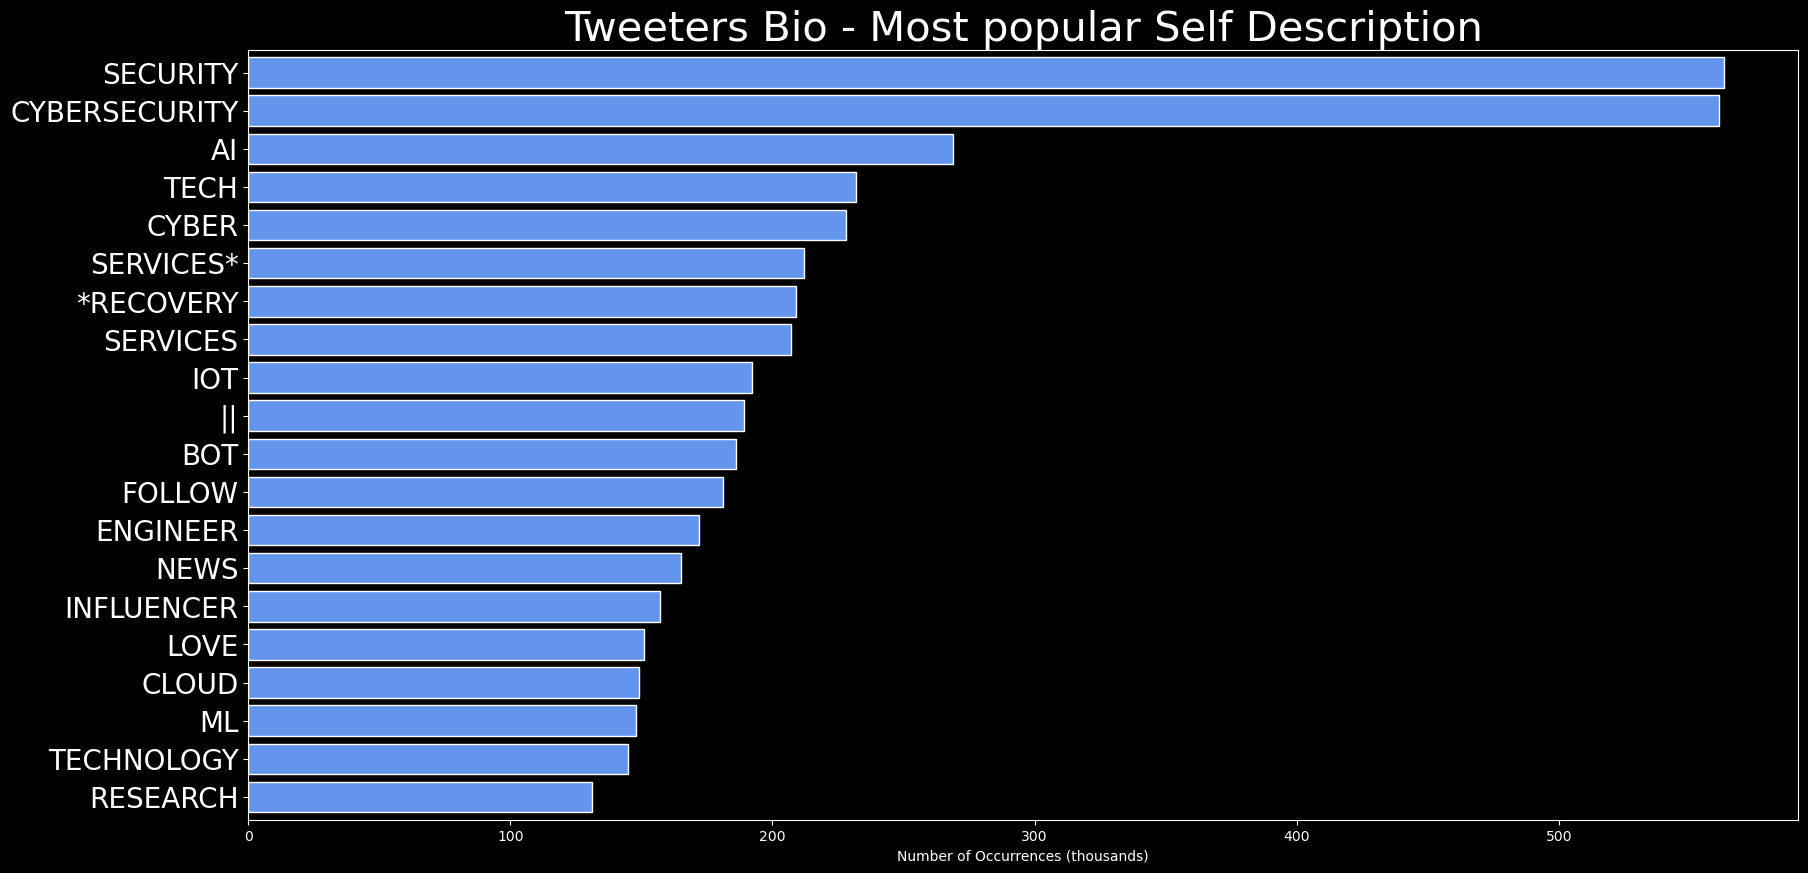 Tweeters Bio - Most popular Self Description
SECURITY
CYBERSECURITY
AI
TECH
CYBER
SERVICES*
*RECOVERY
SERVICES
IOT
||
BOT
FOLLOW
ENGINEER
NEWS
INFLUENCER
LOVE
CLOUD
ML
TECHNOLOGY
RESEARCH
0 100 200 300 400 500
Number of Occurrences (thousands)